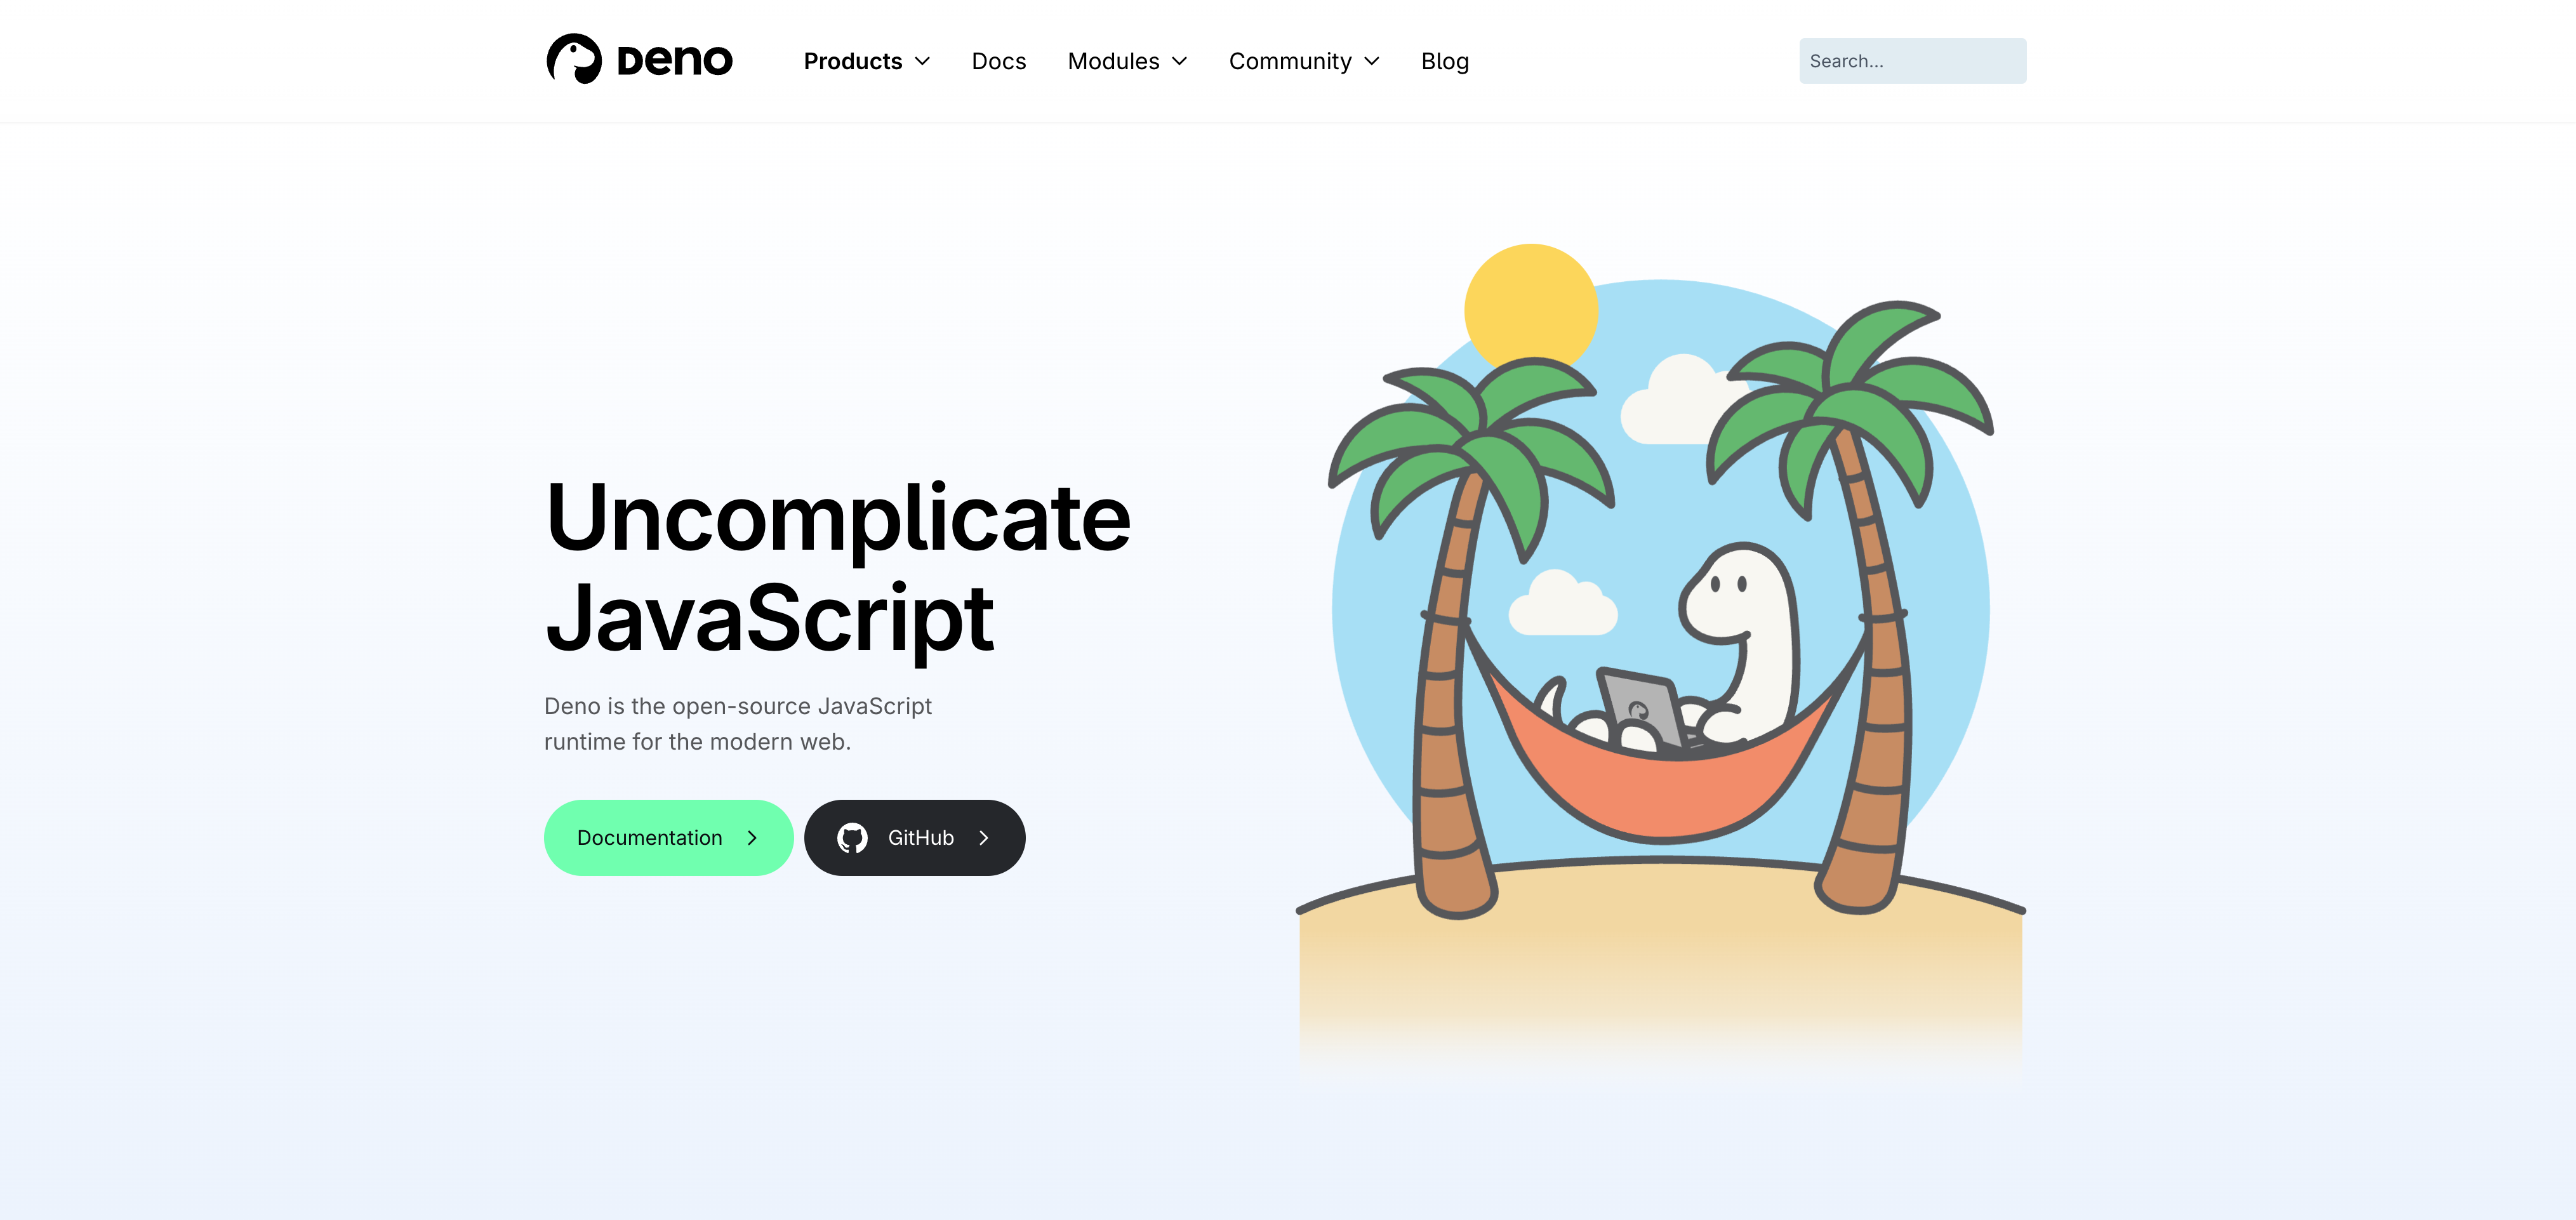 Deno
Products
Docs
Modules
Community
Blog
Search...
Uncomplicate
JavaScript
Deno is the open-source JavaScript
runtime for the modern web.
Documentation
GitHub